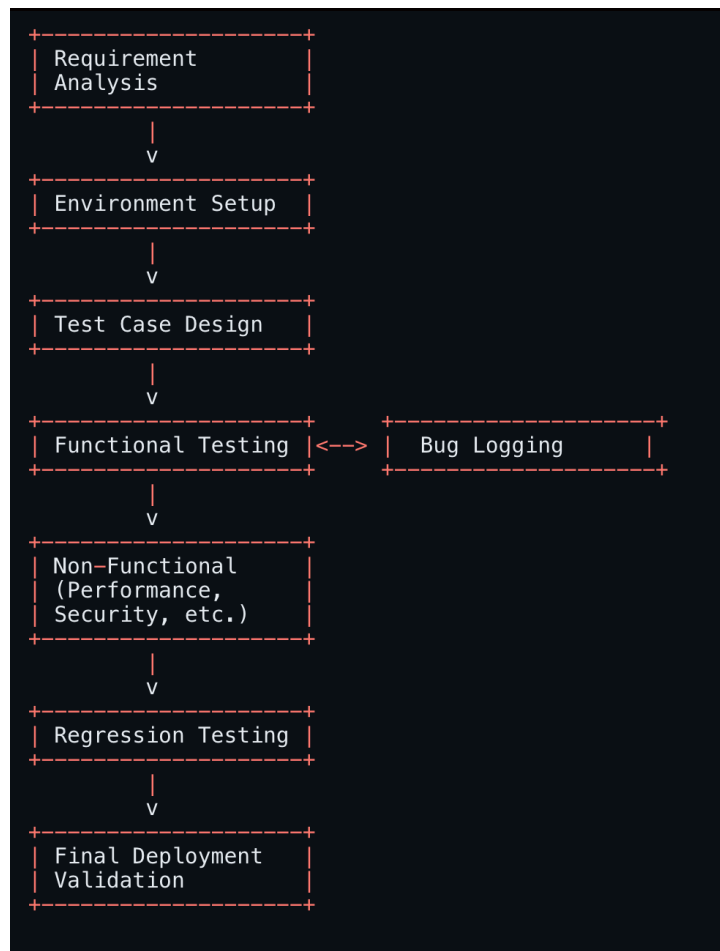 +---------------------+
| Requirement         |
| Analysis            |
+---------------------+
          |
          v
+---------------------+
| Environment Setup   |
+---------------------+
          |
          v
+---------------------+
| Test Case Design    |
+---------------------+
          |
          v
+---------------------+     +---------------------+
| Functional Testing |<--> |  Bug Logging       |
+---------------------+     +---------------------+
          |
          v
+---------------------+
| Non-Functional      |
| (Performance,       |
| Security, etc.)     |
+---------------------+
          |
          v
+---------------------+
| Regression Testing |
+---------------------+
          |
          v
+---------------------+
| Final Deployment    |
| Validation          |
+---------------------+